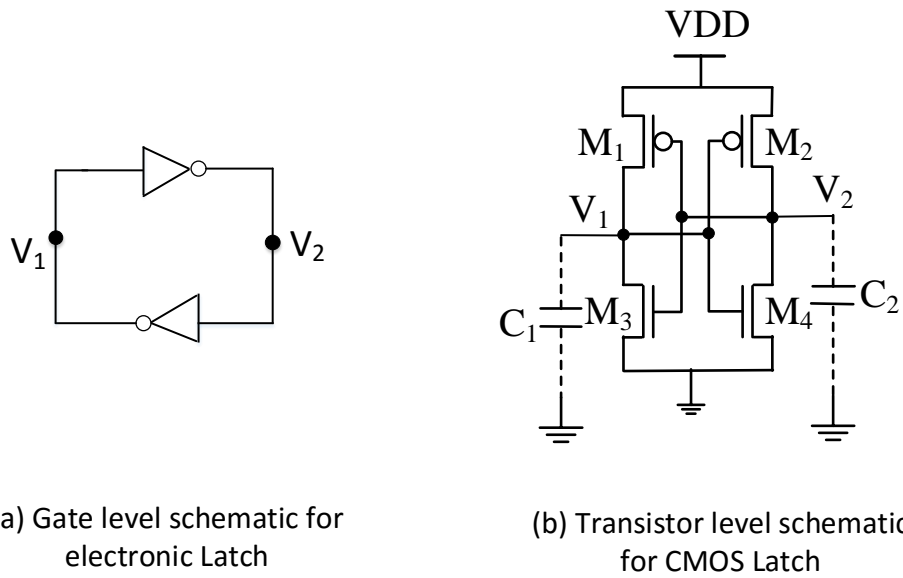 VDD
M₁
M₂
V₁
V₂
V₁
V₂
C₁
M₃
M₄
C₂
a) Gate level schematic for
electronic Latch
(b) Transistor level schematic
for CMOS Latch